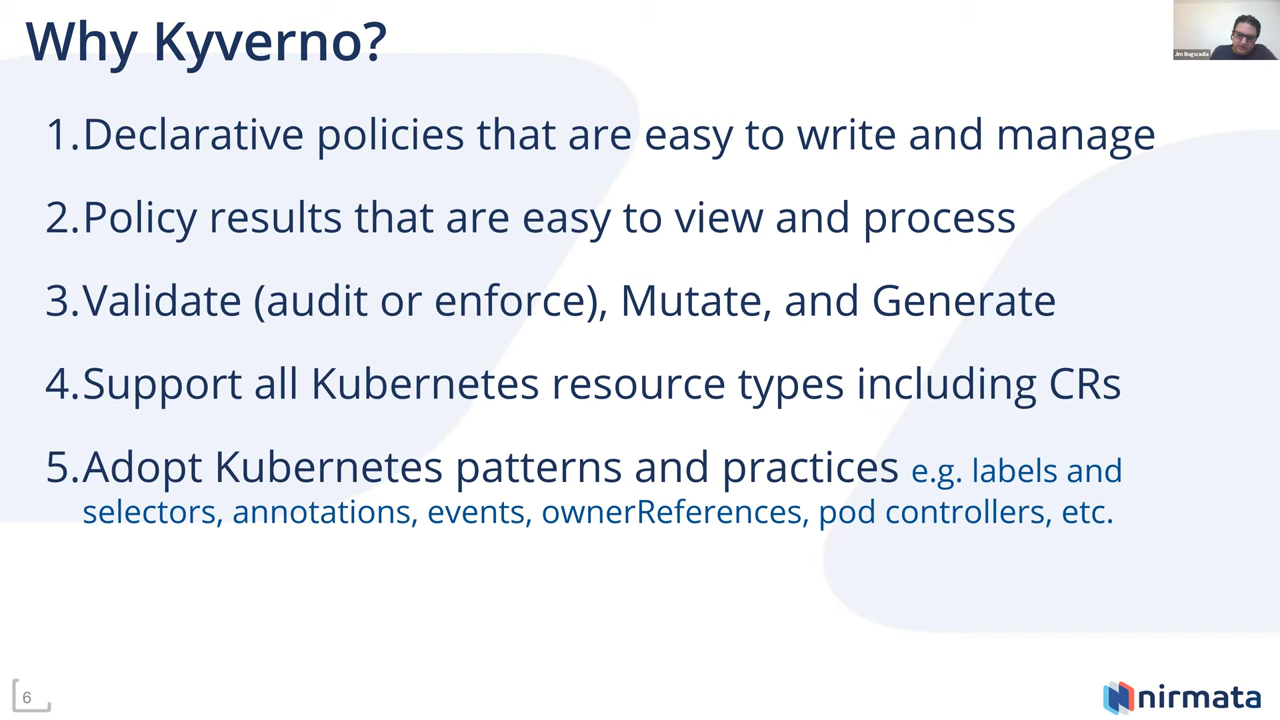 Why Kyverno?
Jim Bugwadia
1.Declarative policies that are easy to write and manage
2.Policy results that are easy to view and process
3.Validate (audit or enforce), Mutate, and Generate
4.Support all Kubernetes resource types including CRs
5.Adopt Kubernetes patterns and practices e.g. labels and
selectors, annotations, events, ownerReferences, pod controllers, etc.
6
nirmata